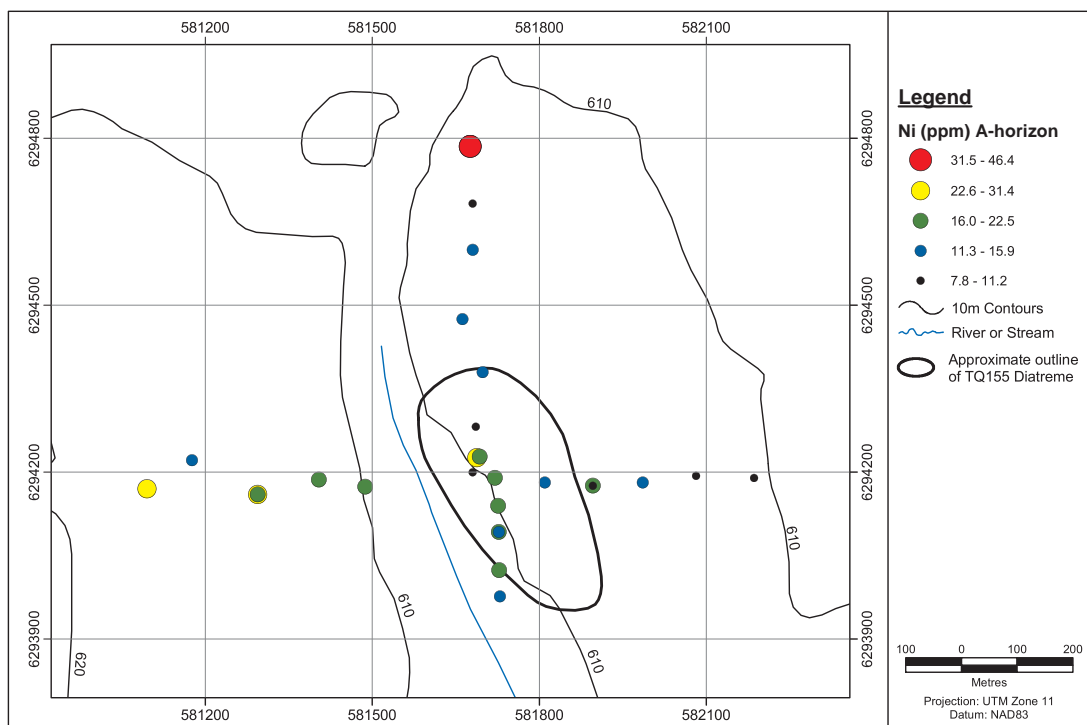 581200 581500 581800 582100
6294800
6294500
6294200
6293900
6294800
6294500
6294200
6293900
610
610
610
610
620
581200 581500 581800 582100
Legend
Ni (ppm) A-horizon
31.5 - 46.4
22.6 - 31.4
16.0 - 22.5
11.3 - 15.9
7.8 - 11.2
10m Contours
River or Stream
Approximate outline
of TQ155 Diatreme
100 0 100 200
Metres
Projection: UTM Zone 11
Datum: NAD83